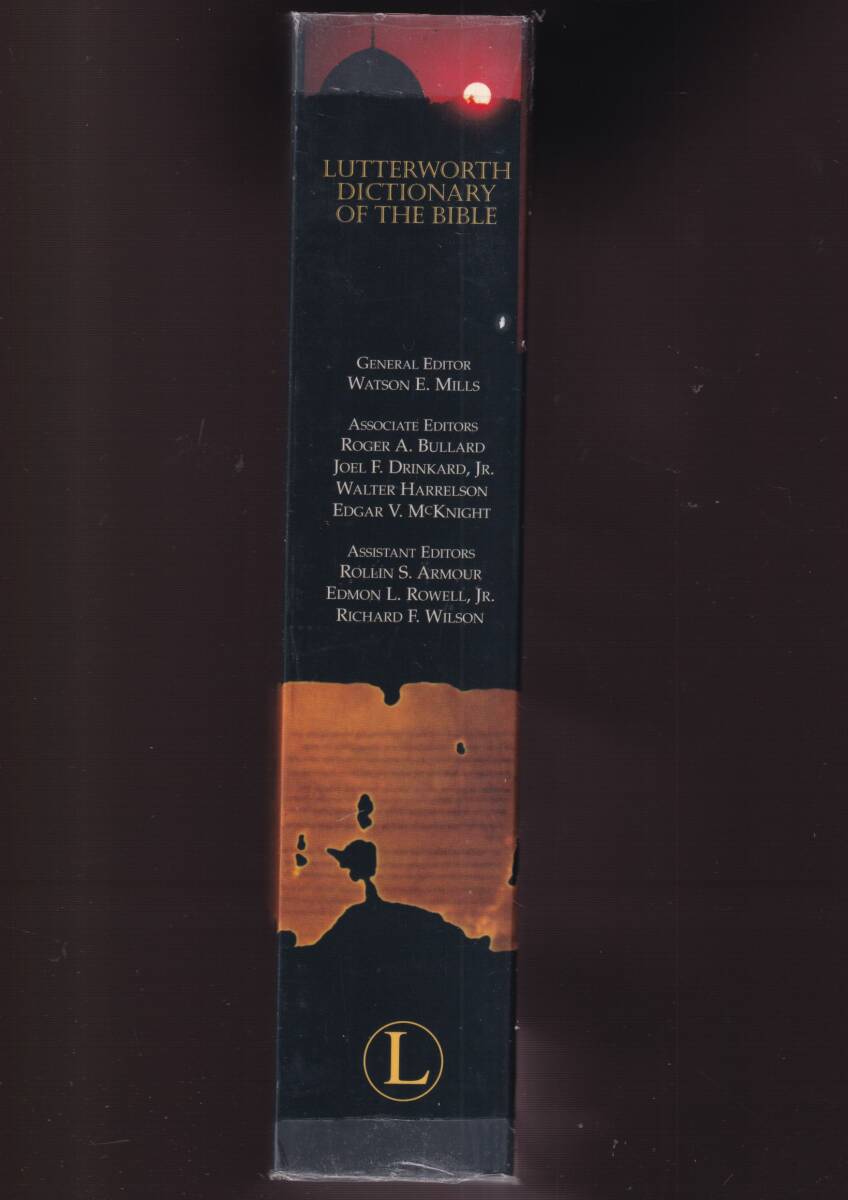 LUTTERWORTH
DICTIONARY
OF THE BIBLE
GENERAL EDITOR
WATSON E. MILLS
ASSOCIATE EDITORS
ROGER A. BULLARD
JOEL F. DRINKARD, JR.
WALTER HARRELSON
EDGAR V. MCKNIGHT
ASSISTANT EDITORS
ROLLIN S. ARMOUR
EDMON L. ROWELL, JR.
RICHARD F. WILSON
L